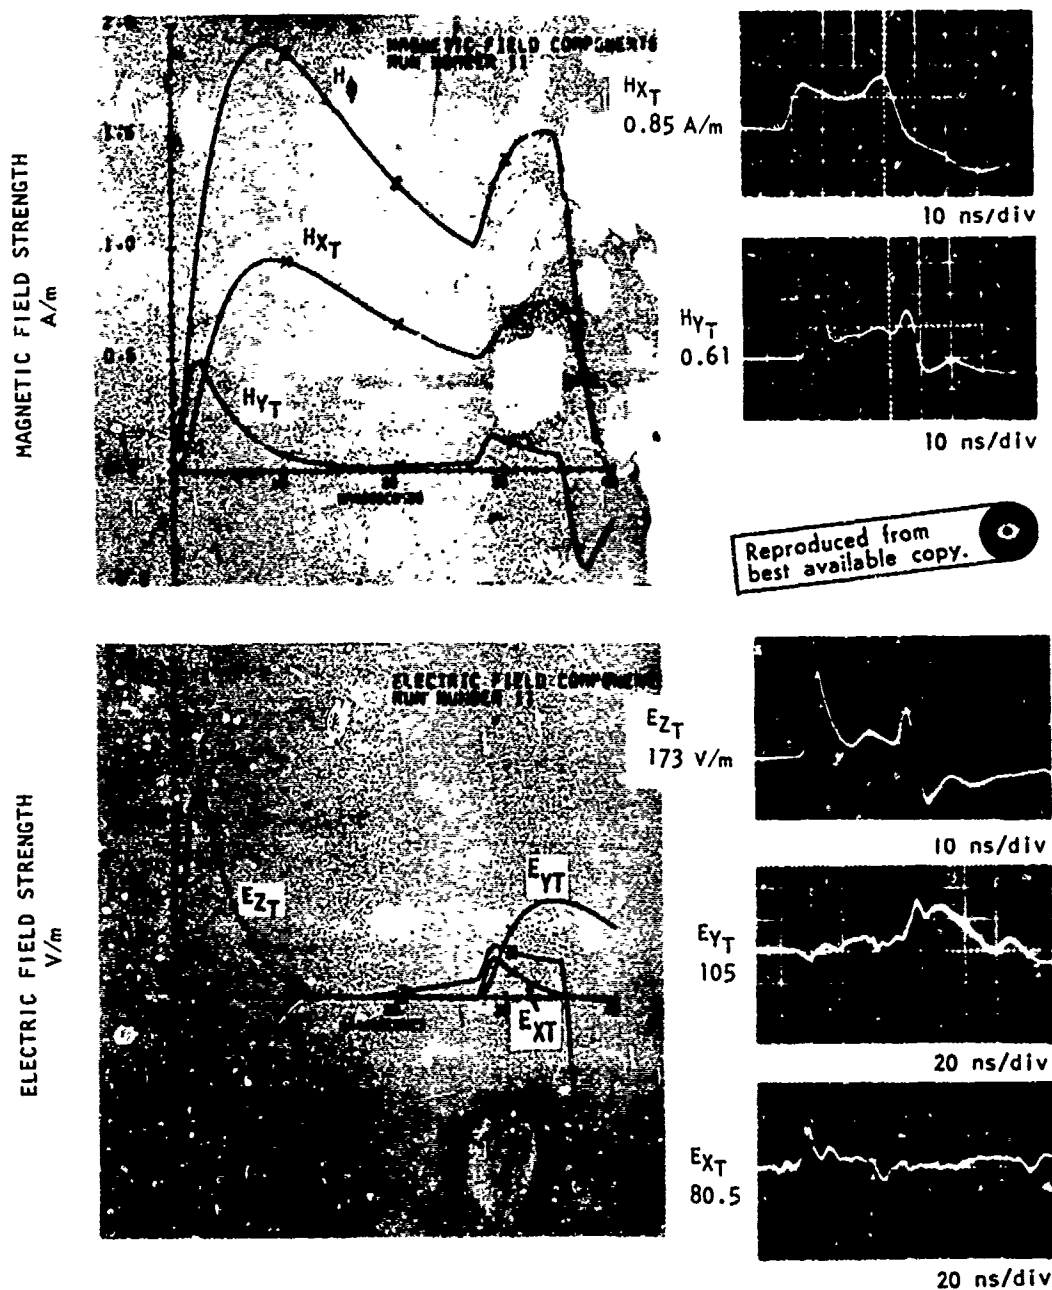 MAGNETIC FIELD STRENGTH
A/m
2.0
MAGNETIC FIELD COMPONENTS
RUN NUMBER 11
Hϕ
1.5
HXT
1.0
0.5
HYT
HXT
0.85 A/m
10 ns/div
HYT
0.61
10 ns/div
Reproduced from
best available copy.
ELECTRIC FIELD STRENGTH
V/m
ELECTRIC FIELD COMPONENTS
RUN NUMBER 11
EZT
EYT
EXT
EZT
173 V/m
10 ns/div
EYT
105
20 ns/div
EXT
80.5
20 ns/div